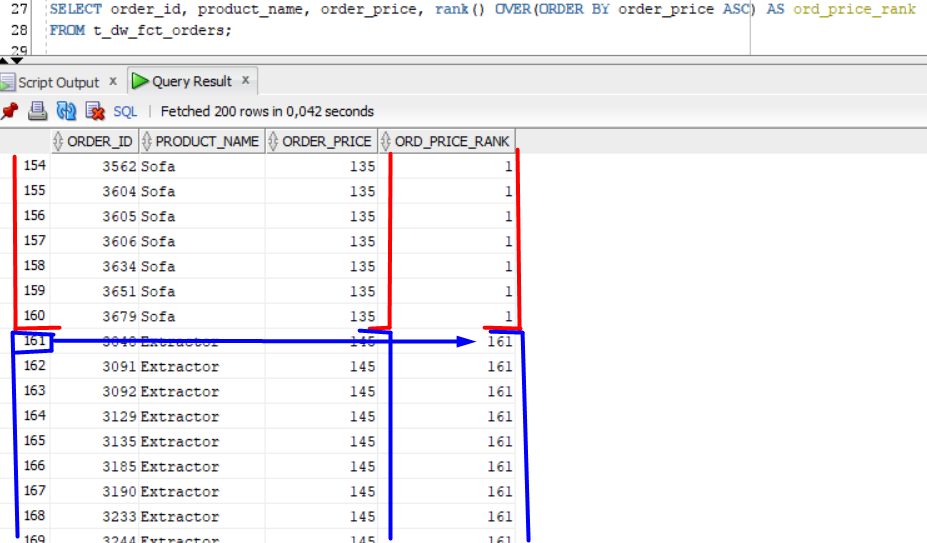 27 SELECT order_id, product_name, order_price, rank() OVER(ORDER BY order_price ASC) AS ord_price_rank
28 FROM t_dw_fct_orders;
29
Script Output x Query Result x
SQL | Fetched 200 rows in 0,042 seconds
ORDER_ID PRODUCT_NAME ORDER_PRICE ORD_PRICE_RANK
154 3562 Sofa 135 1
155 3604 Sofa 135 1
156 3605 Sofa 135 1
157 3606 Sofa 135 1
158 3634 Sofa 135 1
159 3651 Sofa 135 1
160 3679 Sofa 135 1
161 Extractor 145 161
162 3091 Extractor 145 161
163 3092 Extractor 145 161
164 3129 Extractor 145 161
165 3135 Extractor 145 161
166 3185 Extractor 145 161
167 3190 Extractor 145 161
168 3233 Extractor 145 161
169 3244 Extractor 145 161